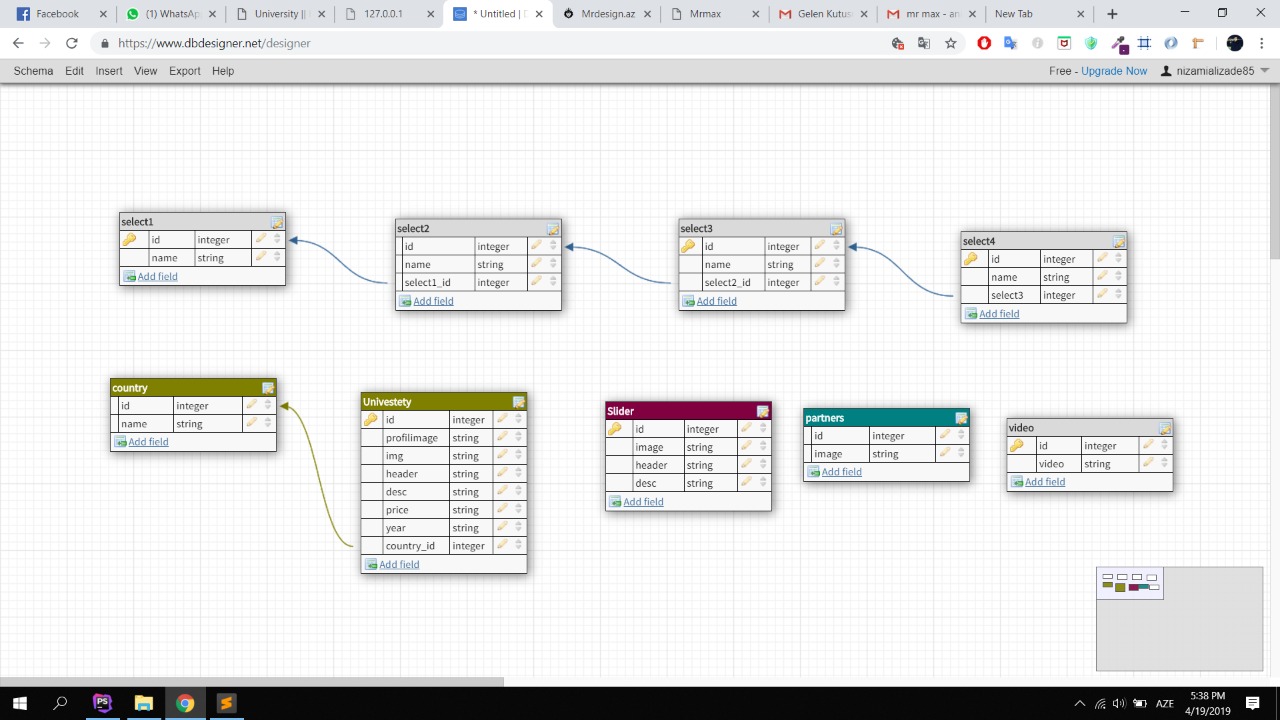 Facebook
(1) WhatsAp
University || H
127.0.0.1
* Untitled | D
Mrdesign.az
Mrmax
Gelen Kutus
mr max - an
New Tab
https://www.dbdesigner.net/designer
Schema Edit Insert View Export Help
Free - Upgrade Now nizamializade85
select1
id integer
name string
Add field
select2
id integer
name string
select1_id integer
Add field
select3
id integer
name string
select2_id integer
Add field
select4
id integer
name string
select3 integer
Add field
country
id integer
name string
Add field
Univestety
id integer
profilimage string
img string
header string
desc string
price string
year string
country_id integer
Add field
Slider
id integer
image string
header string
desc string
Add field
partners
id integer
image string
Add field
video
id integer
video string
Add field
PS
AZE
5:38 PM
4/19/2019